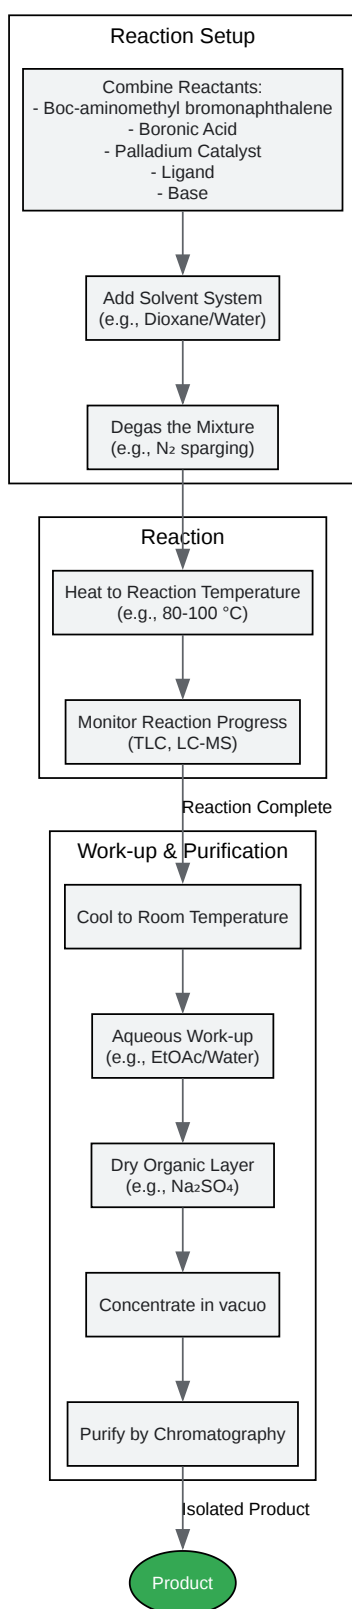 Reaction Setup
Combine Reactants:
- Boc-aminomethyl bromonaphthalene
- Boronic Acid
- Palladium Catalyst
- Ligand
- Base
Add Solvent System
(e.g., Dioxane/Water)
Degas the Mixture
(e.g., N₂ sparging)
Reaction
Heat to Reaction Temperature
(e.g., 80-100 °C)
Monitor Reaction Progress
(TLC, LC-MS)
Reaction Complete
Work-up & Purification
Cool to Room Temperature
Aqueous Work-up
(e.g., EtOAc/Water)
Dry Organic Layer
(e.g., Na₂SO₄)
Concentrate in vacuo
Purify by Chromatography
Isolated Product
Product